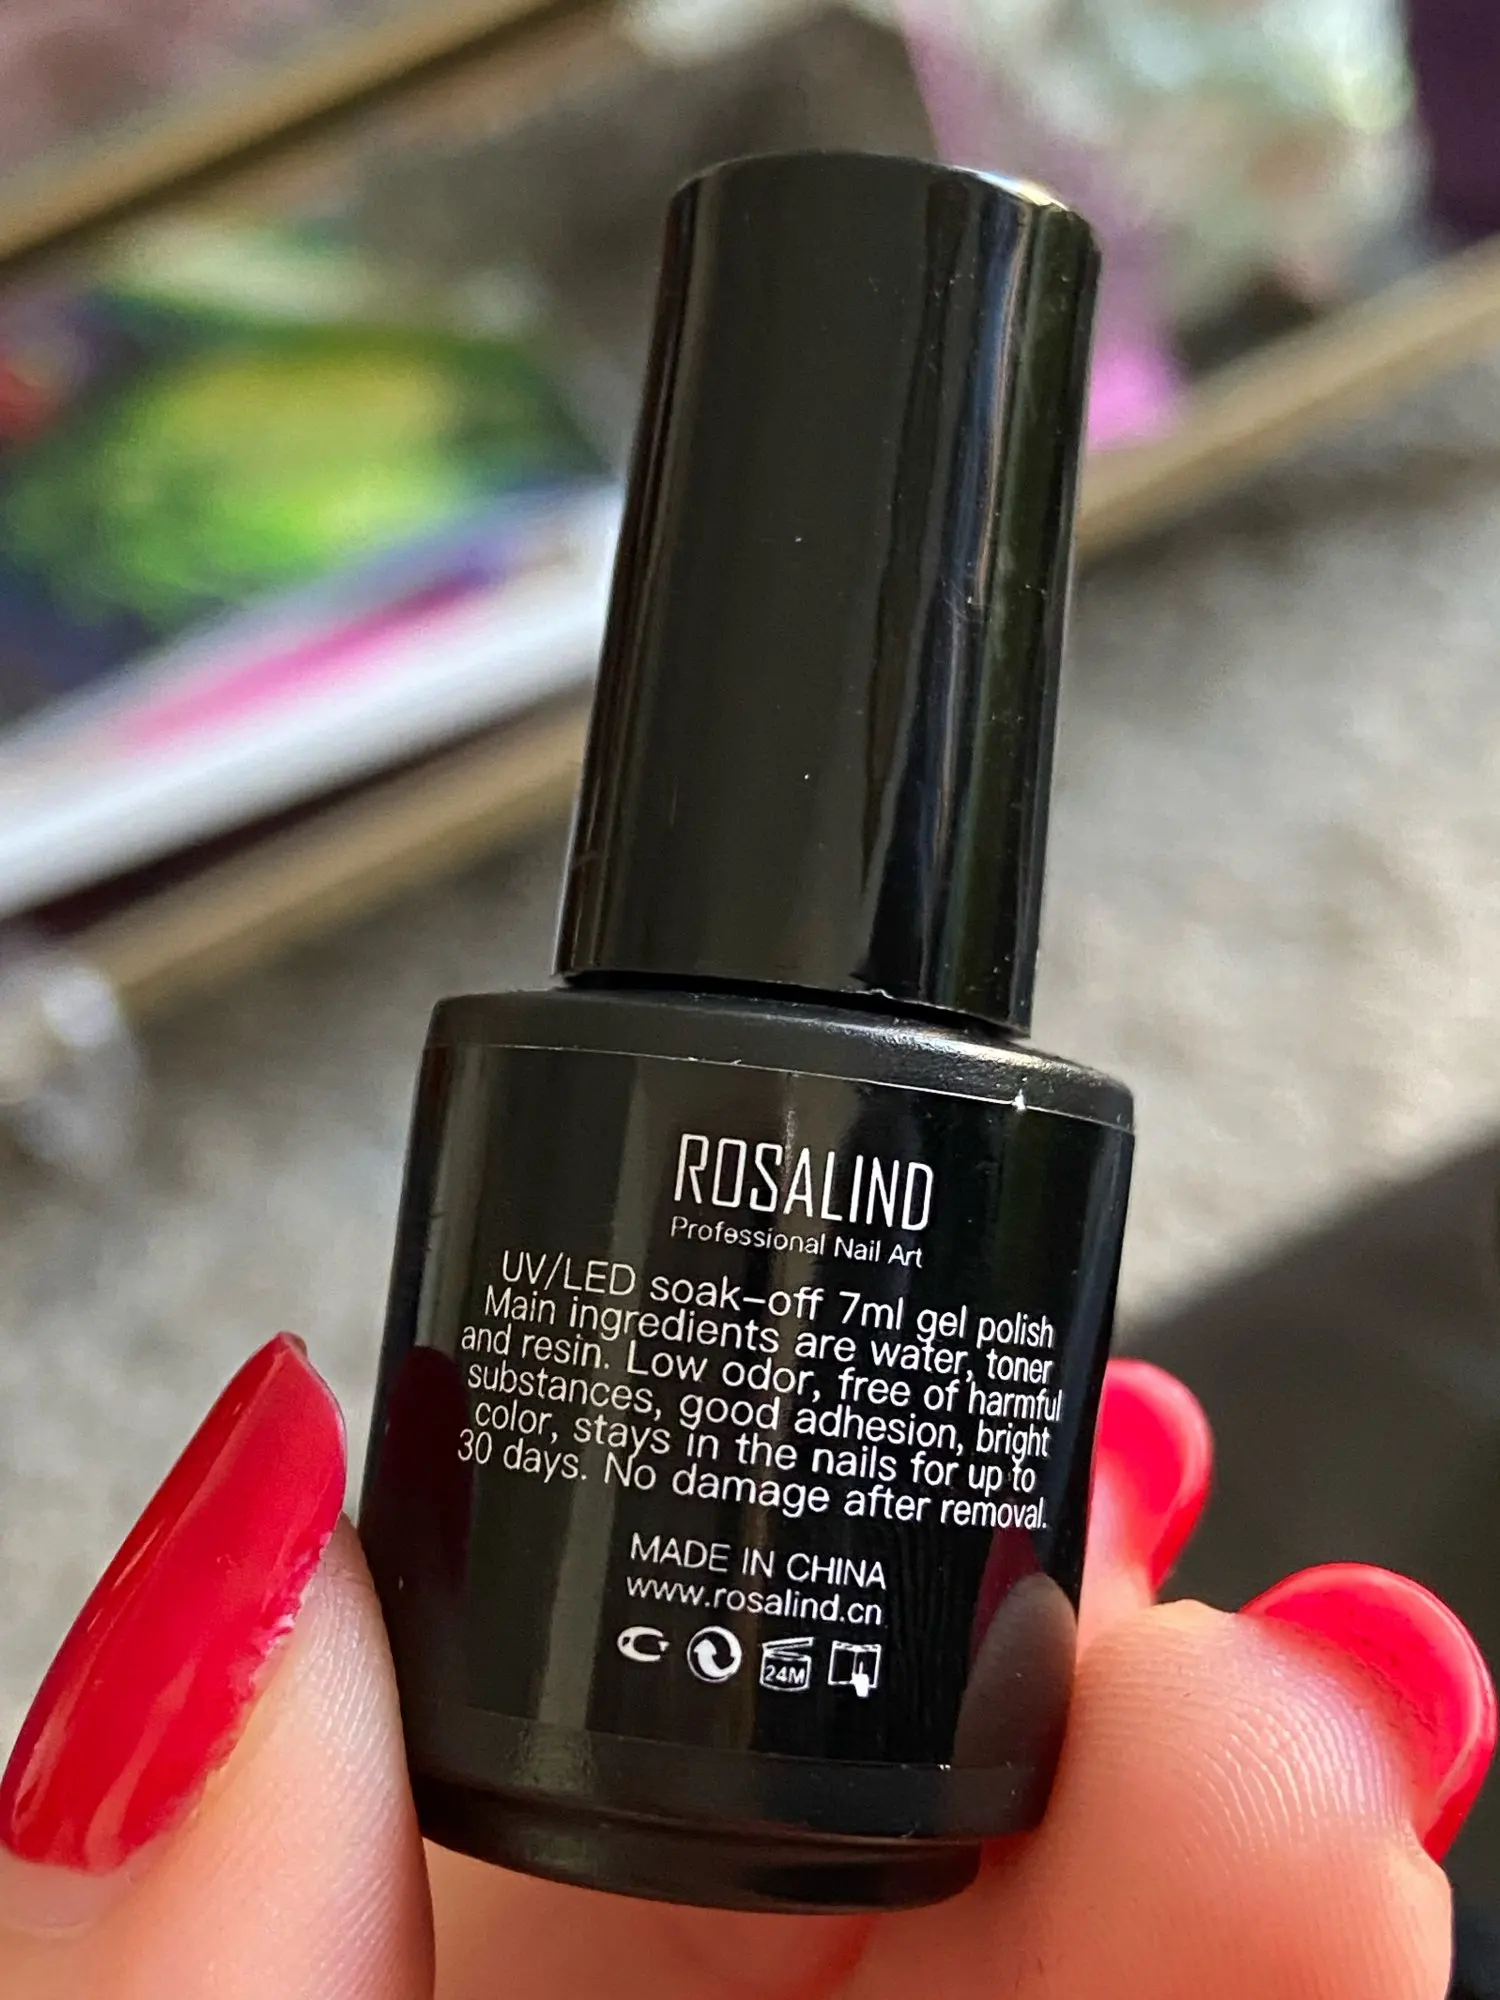 ROSALIND
Professional Nail Art
UV/LED soak-off 7ml gel polish
Main ingredients are water, toner
and resin. Low odor, free of harmful
substances, good adhesion, bright
color, stays in the nails for up to
30 days. No damage after removal.
MADE IN CHINA
www.rosalind.cn
24M